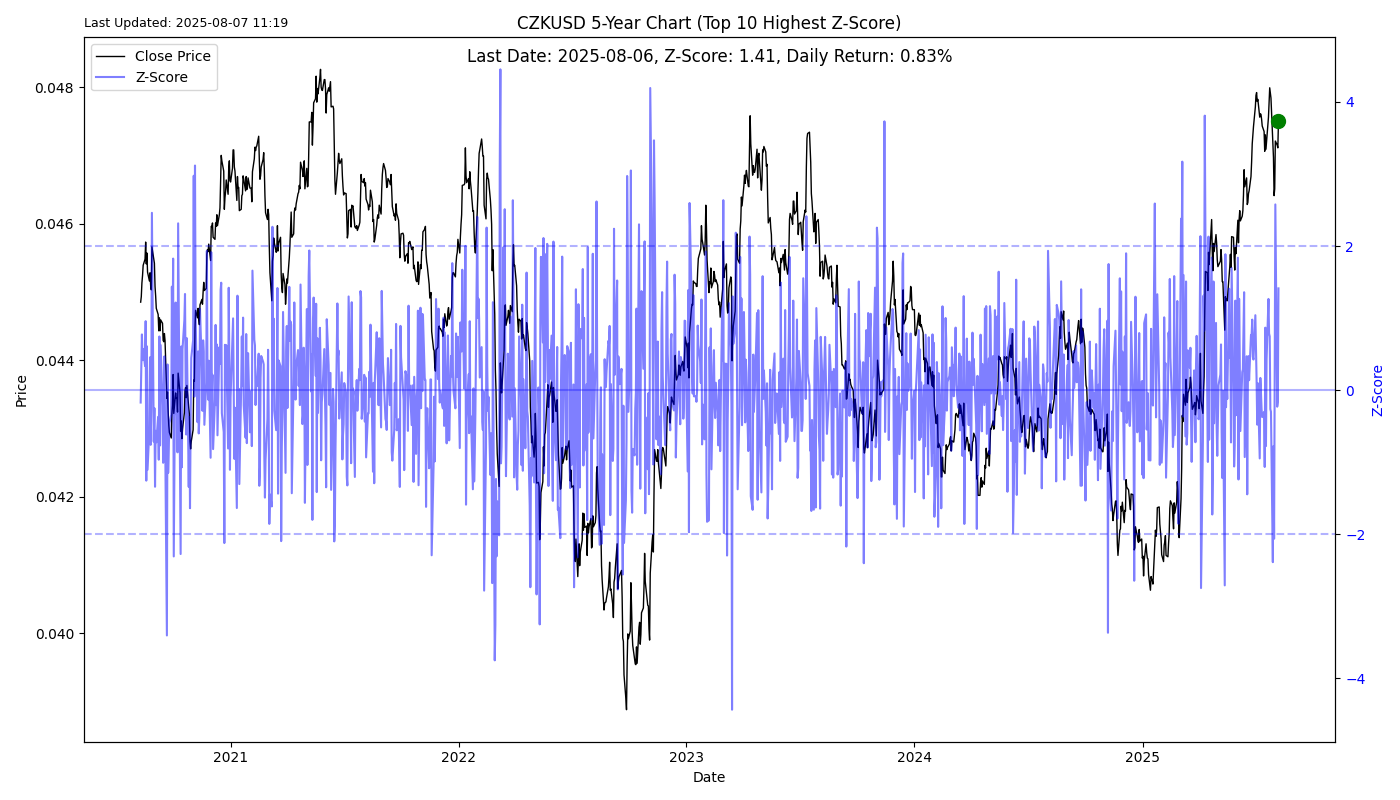 Last Updated: 2025-08-07 11:19
CZKUSD 5-Year Chart (Top 10 Highest Z-Score)
Last Date: 2025-08-06, Z-Score: 1.41, Daily Return: 0.83%
Close Price
Z-Score
0.048
0.046
0.044
0.042
0.040
Price
4
2
0
−2
−4
Z-Score
2021
2022
2023
2024
2025
Date